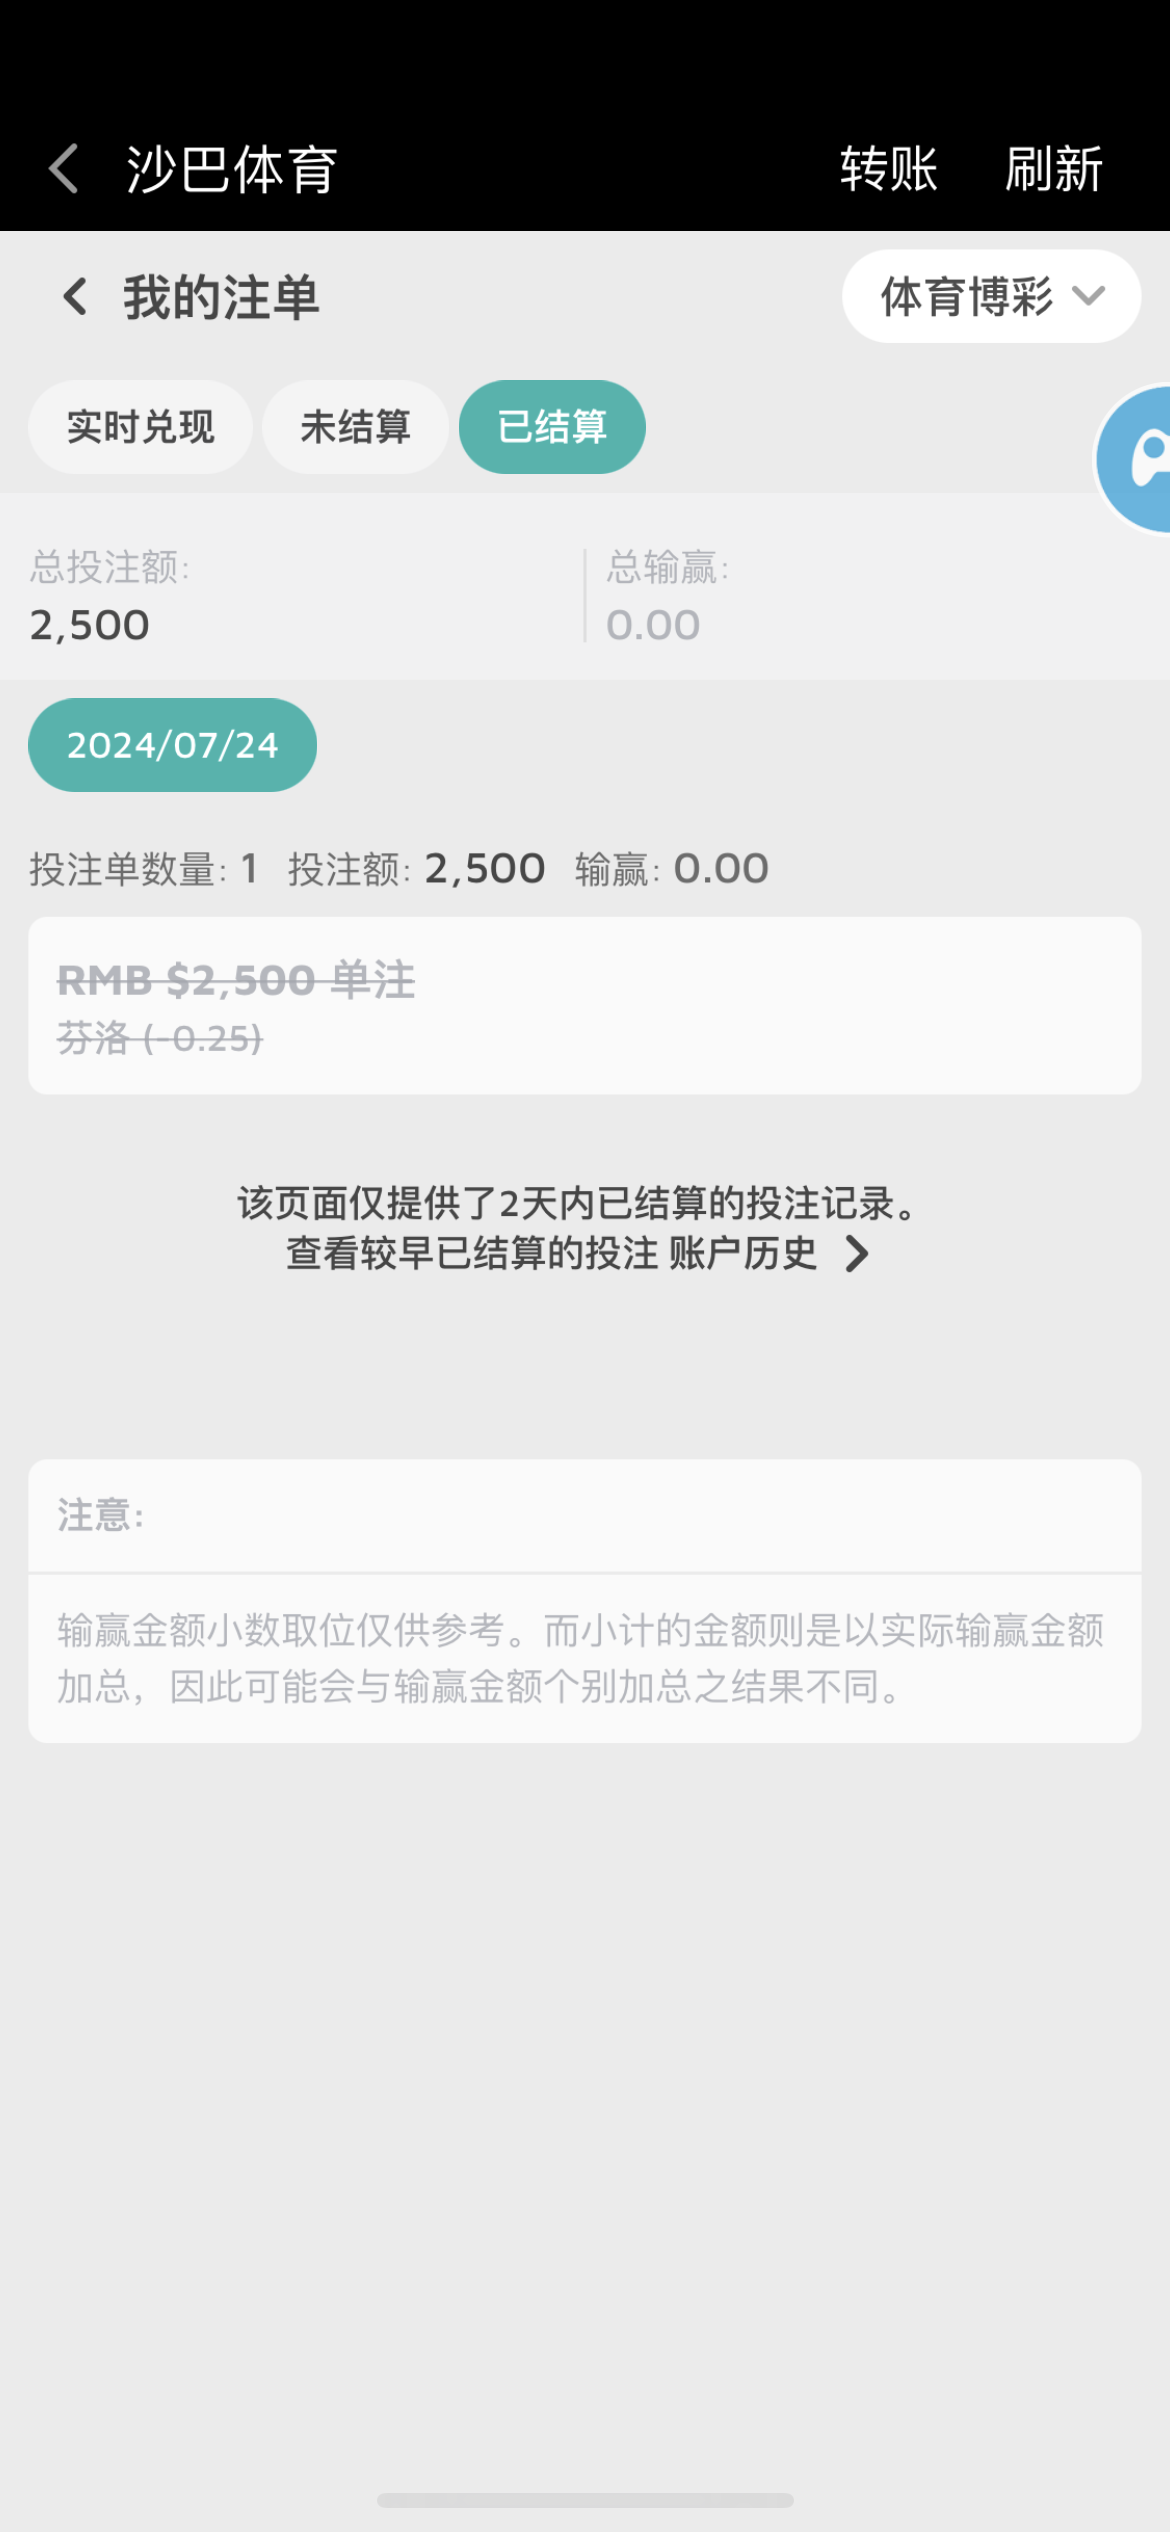 沙巴体育 转账 刷新
我的注单 体育博彩
实时兑现 未结算 已结算
总投注额: 总输赢:
2,500 0.00
2024/07/24
投注单数量: 1 投注额: 2,500 输赢: 0.00
RMB $2,500 单注
芬洛 (-0.25)
该页面仅提供了2天内已结算的投注记录。
查看较早已结算的投注 账户历史
注意:
输赢金额小数取位仅供参考。而小计的金额则是以实际输赢金额
加总，因此可能会与输赢金额个别加总之结果不同。